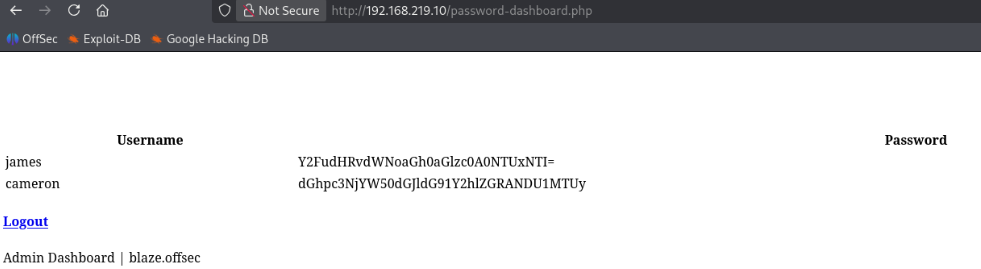 Not Secure http://192.168.219.10/password-dashboard.php
OffSec Exploit-DB Google Hacking DB
Username Password
james Y2FudHRvdWNoaGh0aGlzc0A0NTUxNTI=
cameron dGhpc3NjYW50dGJldG91Y2hlZGRANDU1MTUy
Logout
Admin Dashboard | blaze.offsec